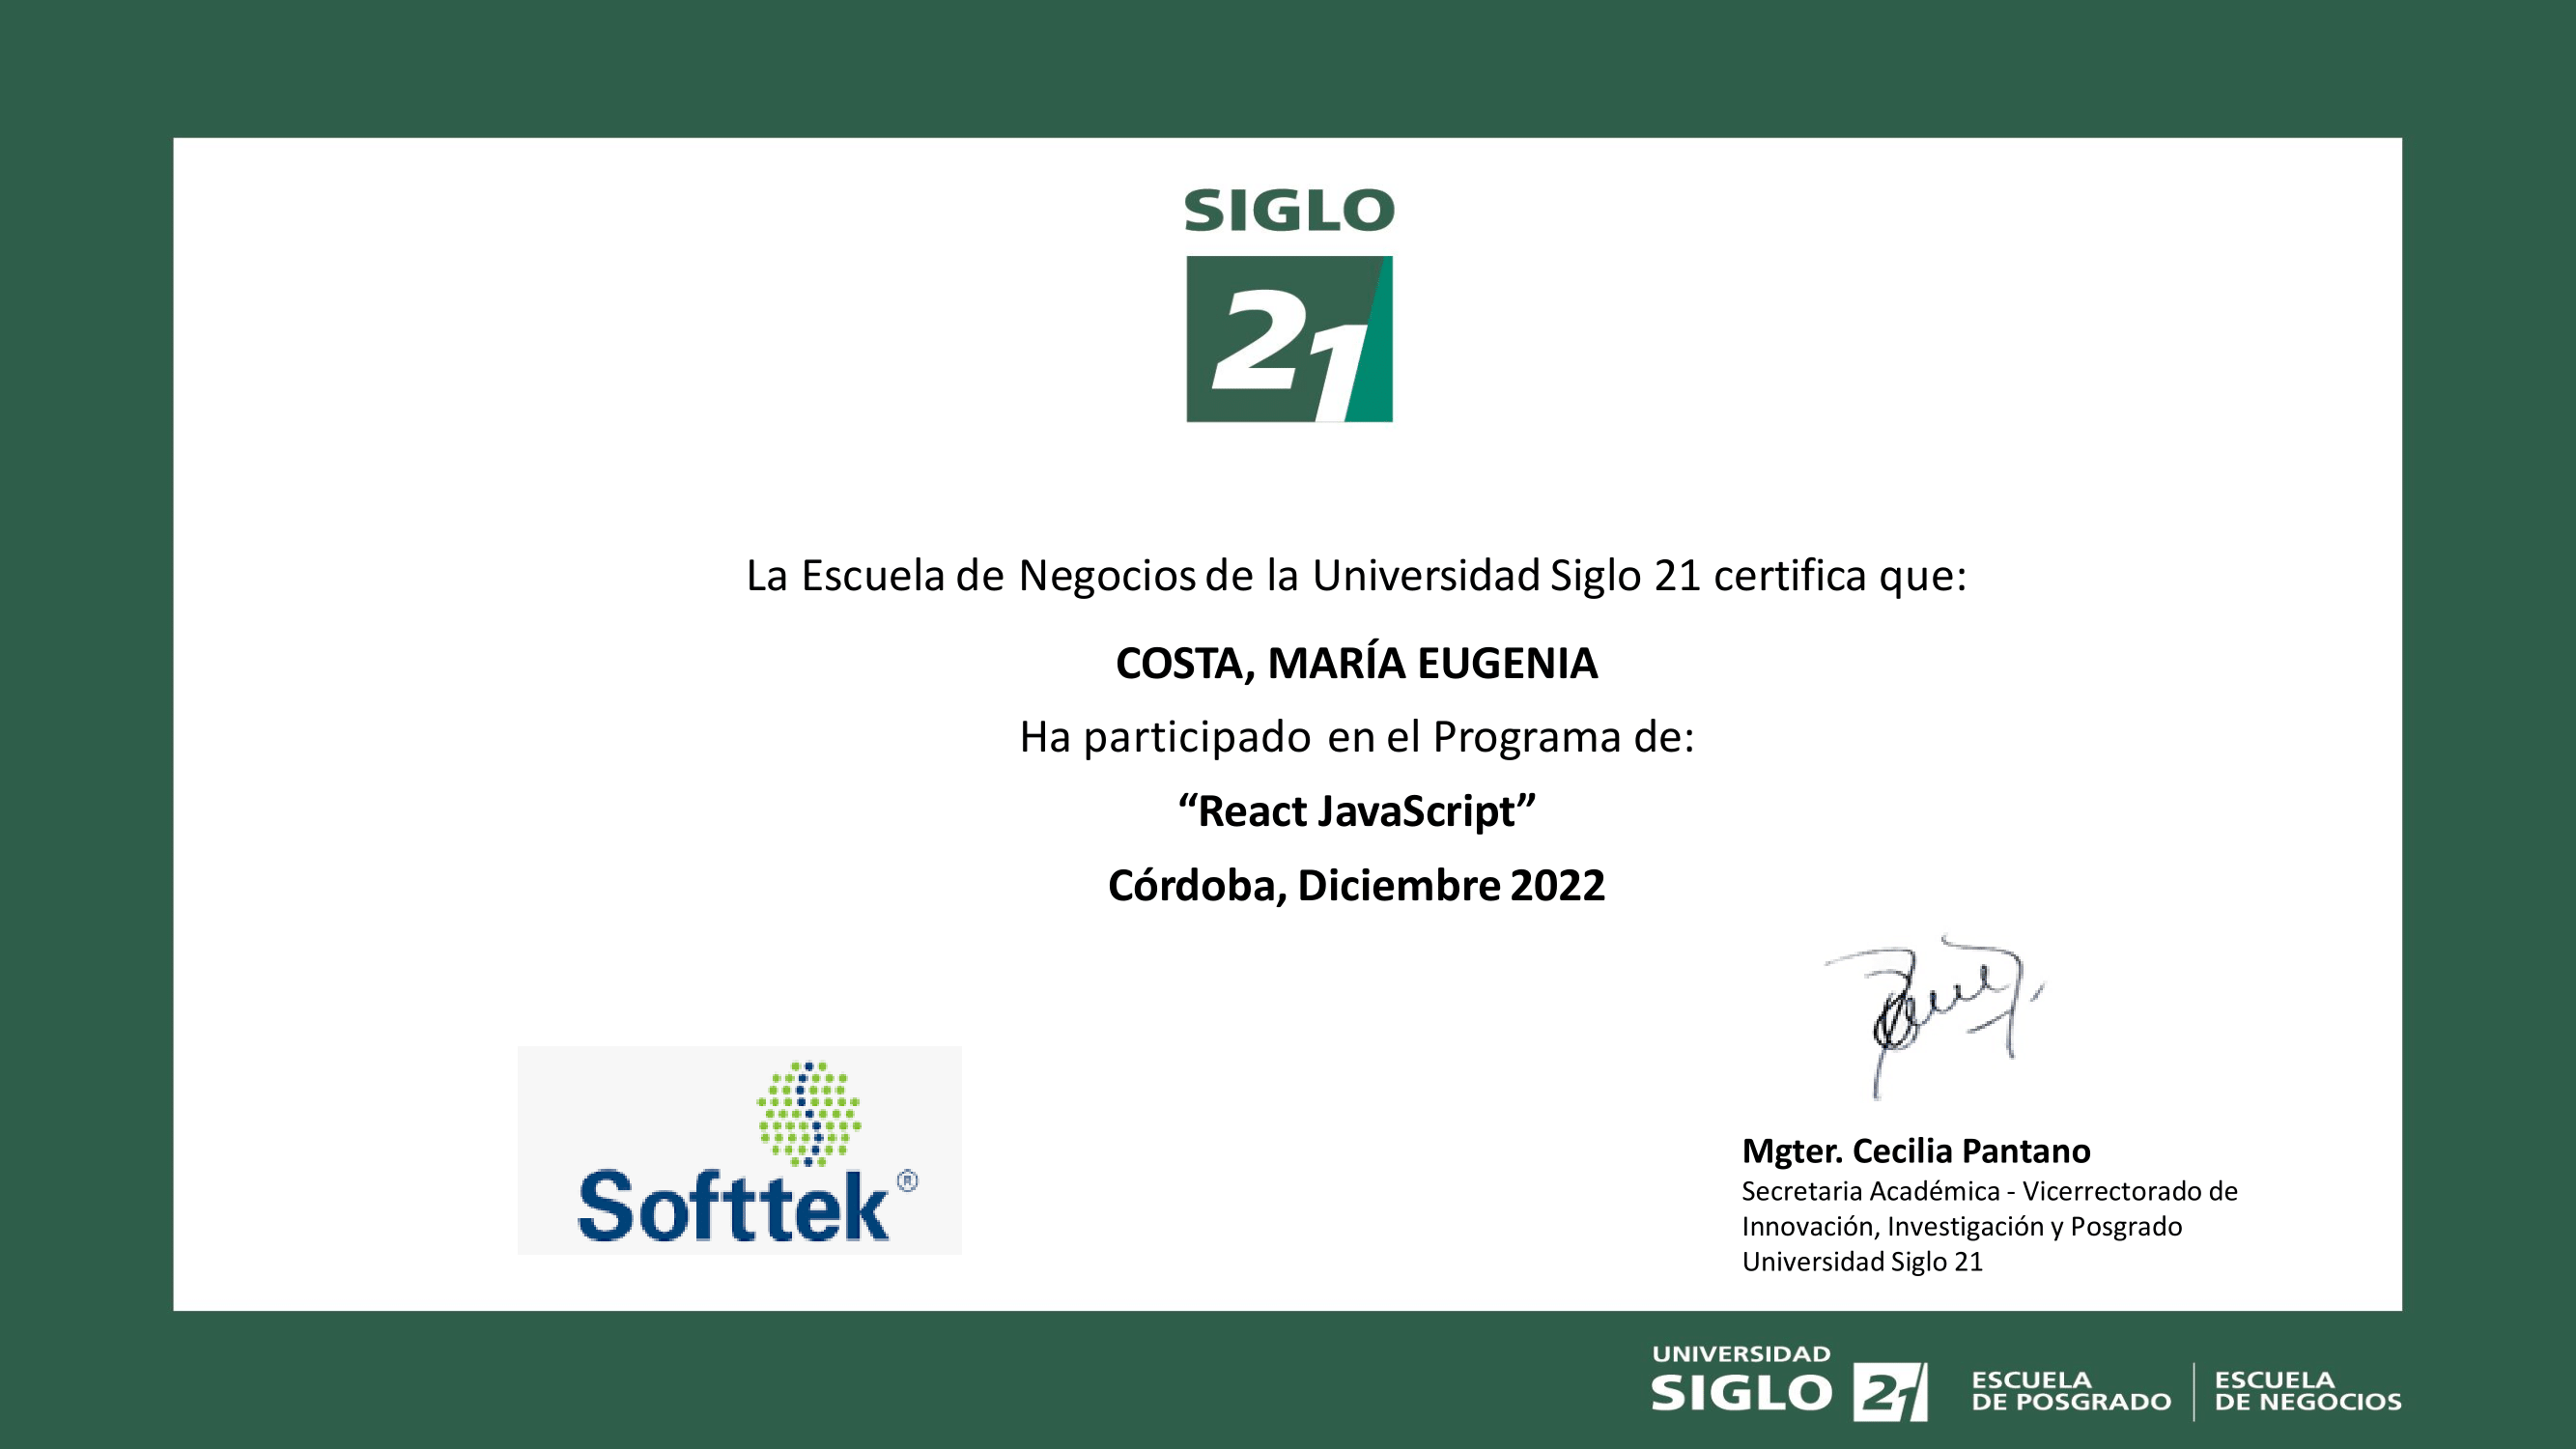 SIGLO
21
La Escuela de Negocios de la Universidad Siglo 21 certifica que:
COSTA, MARÍA EUGENIA
Ha participado en el Programa de:
“React JavaScript”
Córdoba, Diciembre 2022
Softtek®
Mgter. Cecilia Pantano
Secretaria Académica - Vicerrectorado de
Innovación, Investigación y Posgrado
Universidad Siglo 21
UNIVERSIDAD
SIGLO 21
ESCUELA
DE POSGRADO
ESCUELA
DE NEGOCIOS